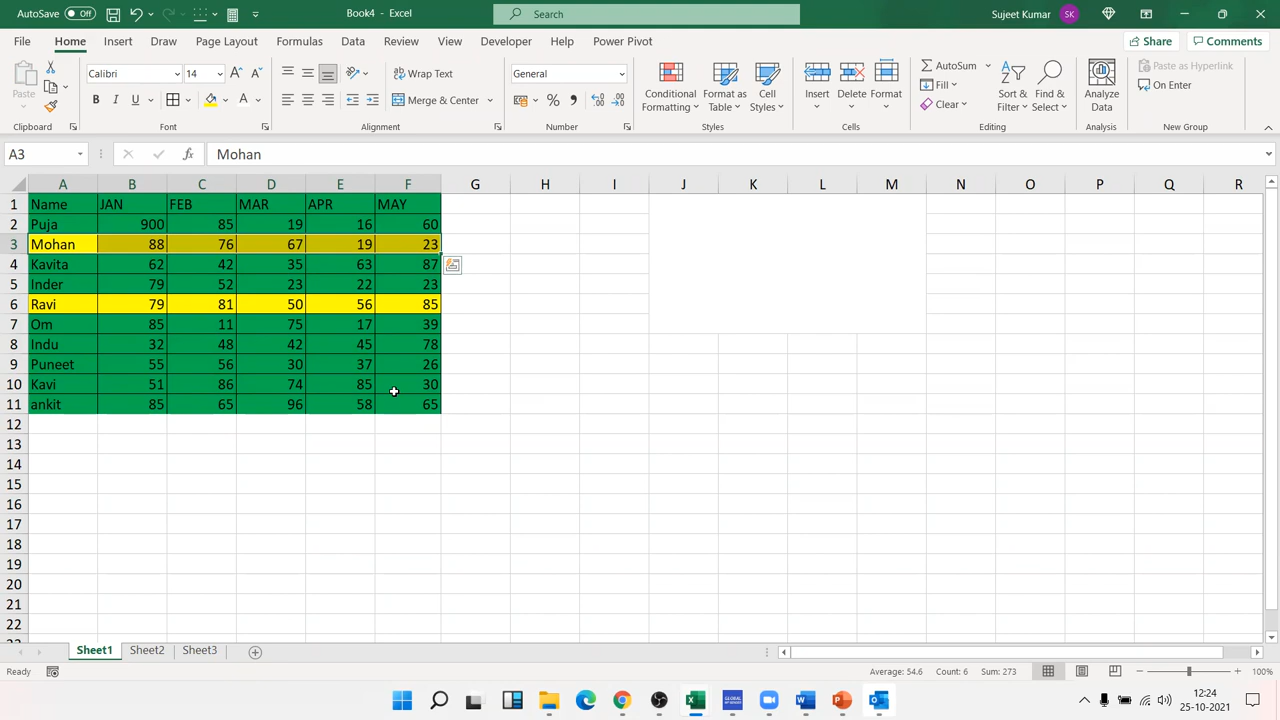 AutoSave Off Book4 - Excel Search Sujeet Kumar SK
File Home Insert Draw Page Layout Formulas Data Review View Developer Help Power Pivot Share Comments
Paste Calibri 14 Wrap Text General Conditional Formatting Format as Table Cell Styles Insert Delete Format AutoSum Fill Clear Sort & Filter Find & Select Analyze Data Paste as Hyperlink On Enter
B I U Merge & Center
Clipboard Font Alignment Number Styles Cells Editing Analysis New Group
A3 fx Mohan
A B C D E F G H I J K L M N O P Q R
1 Name JAN FEB MAR APR MAY
2 Puja 900 85 19 16 60
3 Mohan 88 76 67 19 23
4 Kavita 62 42 35 63 87
5 Inder 79 52 23 22 23
6 Ravi 79 81 50 56 85
7 Om 85 11 75 17 39
8 Indu 32 48 42 45 78
9 Puneet 55 56 30 37 26
10 Kavi 51 86 74 85 30
11 ankit 85 65 96 58 65
12
13
14
15
16
17
18
19
20
21
22
Sheet1 Sheet2 Sheet3
Ready Average: 54.6 Count: 6 Sum: 273 100%
12:24
25-10-2021